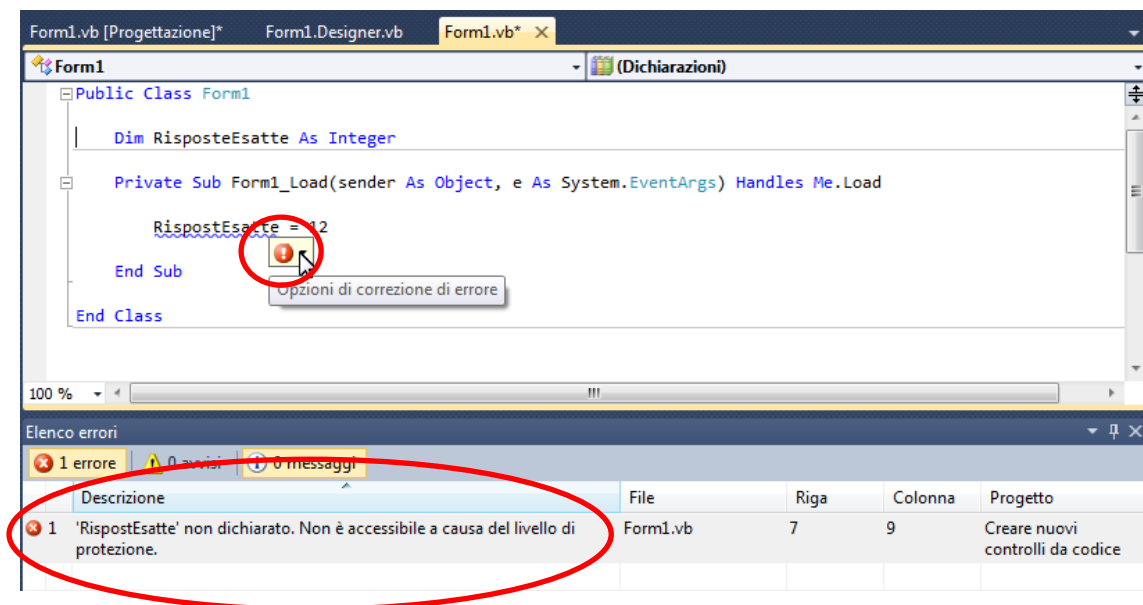 Form1.vb [Progettazione]* Form1.Designer.vb Form1.vb*
Form1 (Dichiarazioni)
Public Class Form1
Dim RisposteEsatte As Integer
Private Sub Form1_Load(sender As Object, e As System.EventArgs) Handles Me.Load
RispostEsatte = 12
End Sub
Opzioni di correzione di errore
End Class
100 %
Elenco errori
1 errore 0 avvisi 0 messaggi
Descrizione File Riga Colonna Progetto
1 'RispostEsatte' non dichiarato. Non è accessibile a causa del livello di Form1.vb 7 9 Creare nuovi
protezione. controlli da codice